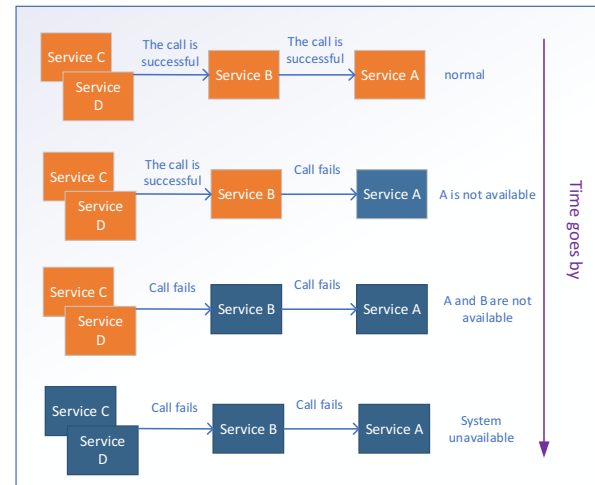 The call is
successful
The call is
successful
Service C
Service
D
Service B
Service A
normal
The call is
successful
Call fails
Service C
Service
D
Service B
Service A
A is not available
Call fails
Call fails
Service C
Service
D
Service B
Service A
A and B are not
available
Call fails
Call fails
Service C
Service
D
Service B
Service A
System
unavailable
Time goes by